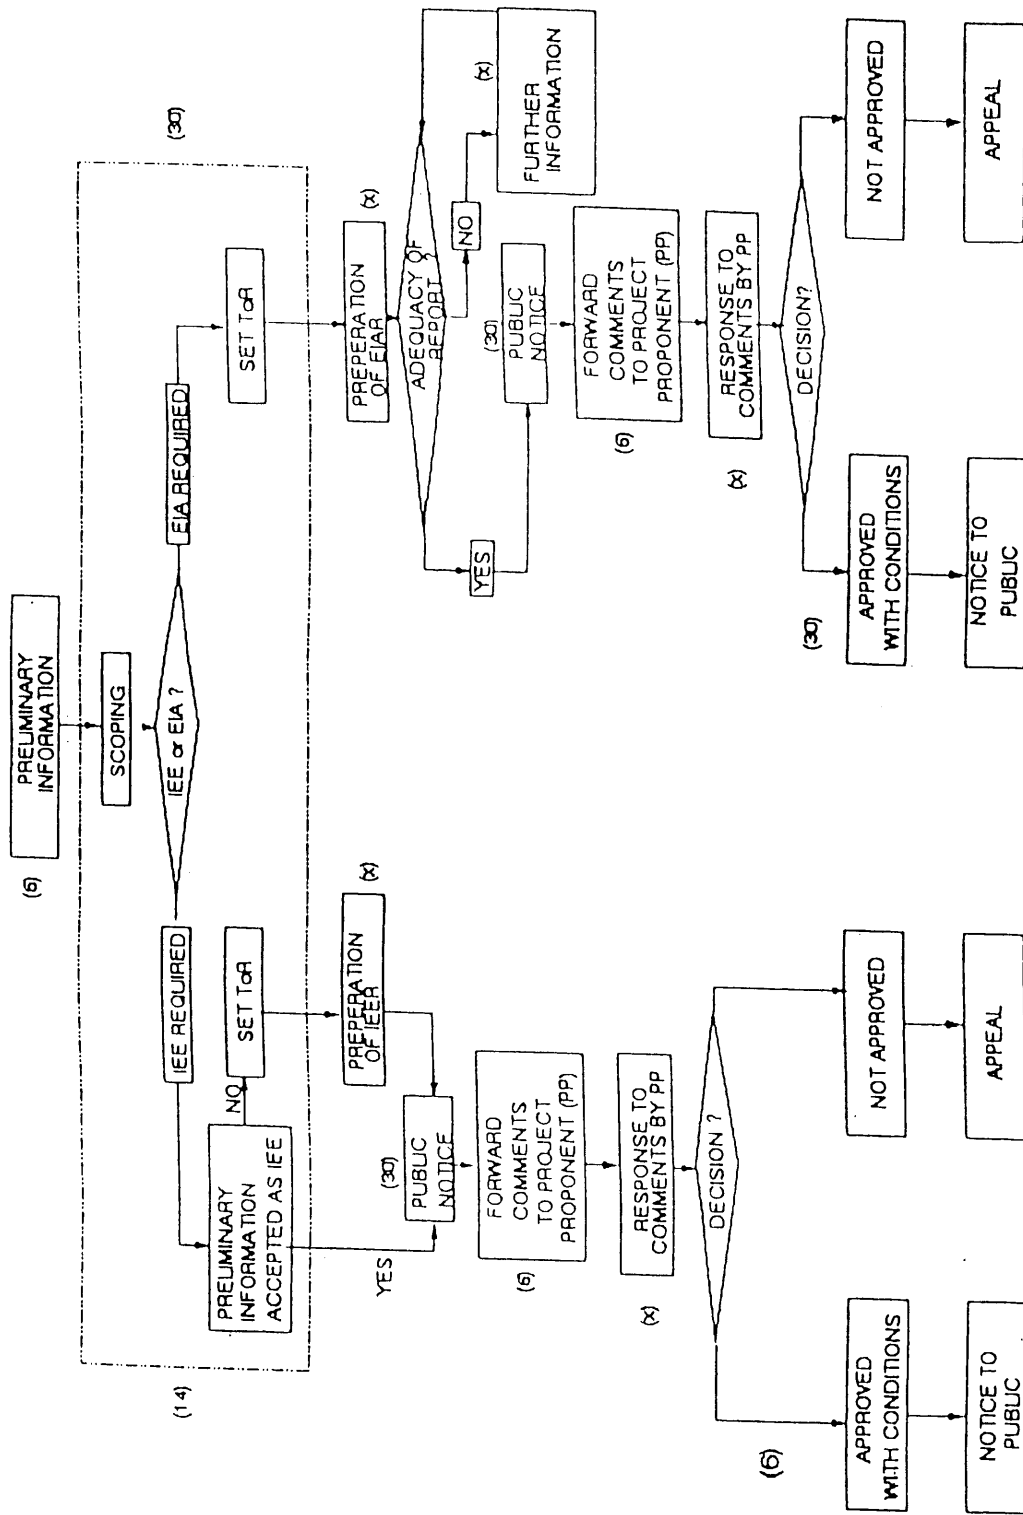 PRELIMINARY
INFORMATION
(6)
SCOPING
IEE or EIA ?
(14)
(30)
IEE REQUIRED
EIA REQUIRED
PRELIMINARY
INFORMATION
ACCEPTED AS IEE
NO
SET ToR
SET ToR
YES
PREPERATION
OF IEER
(x)
(30)
PUBLIC
NOTICE
FORWARD
COMMENTS
TO PROJECT
PROPONENT (PP)
(6)
RESPONSE TO
COMMENTS BY PP
(x)
DECISION ?
(6)
APPROVED
WITH CONDITIONS
NOT APPROVED
NOTICE TO
PUBLIC
APPEAL
PREPERATION
OF EIAR
(x)
ADEQUACY OF
REPORT ?
YES
NO
(x)
FURTHER
INFORMATION
(30)
PUBLIC
NOTICE
FORWARD
COMMENTS
TO PROJECT
PROPONENT (PP)
(6)
RESPONSE TO
COMMENTS BY PP
(x)
DECISION?
(30)
APPROVED
WITH CONDITIONS
NOT APPROVED
NOTICE TO
PUBLIC
APPEAL